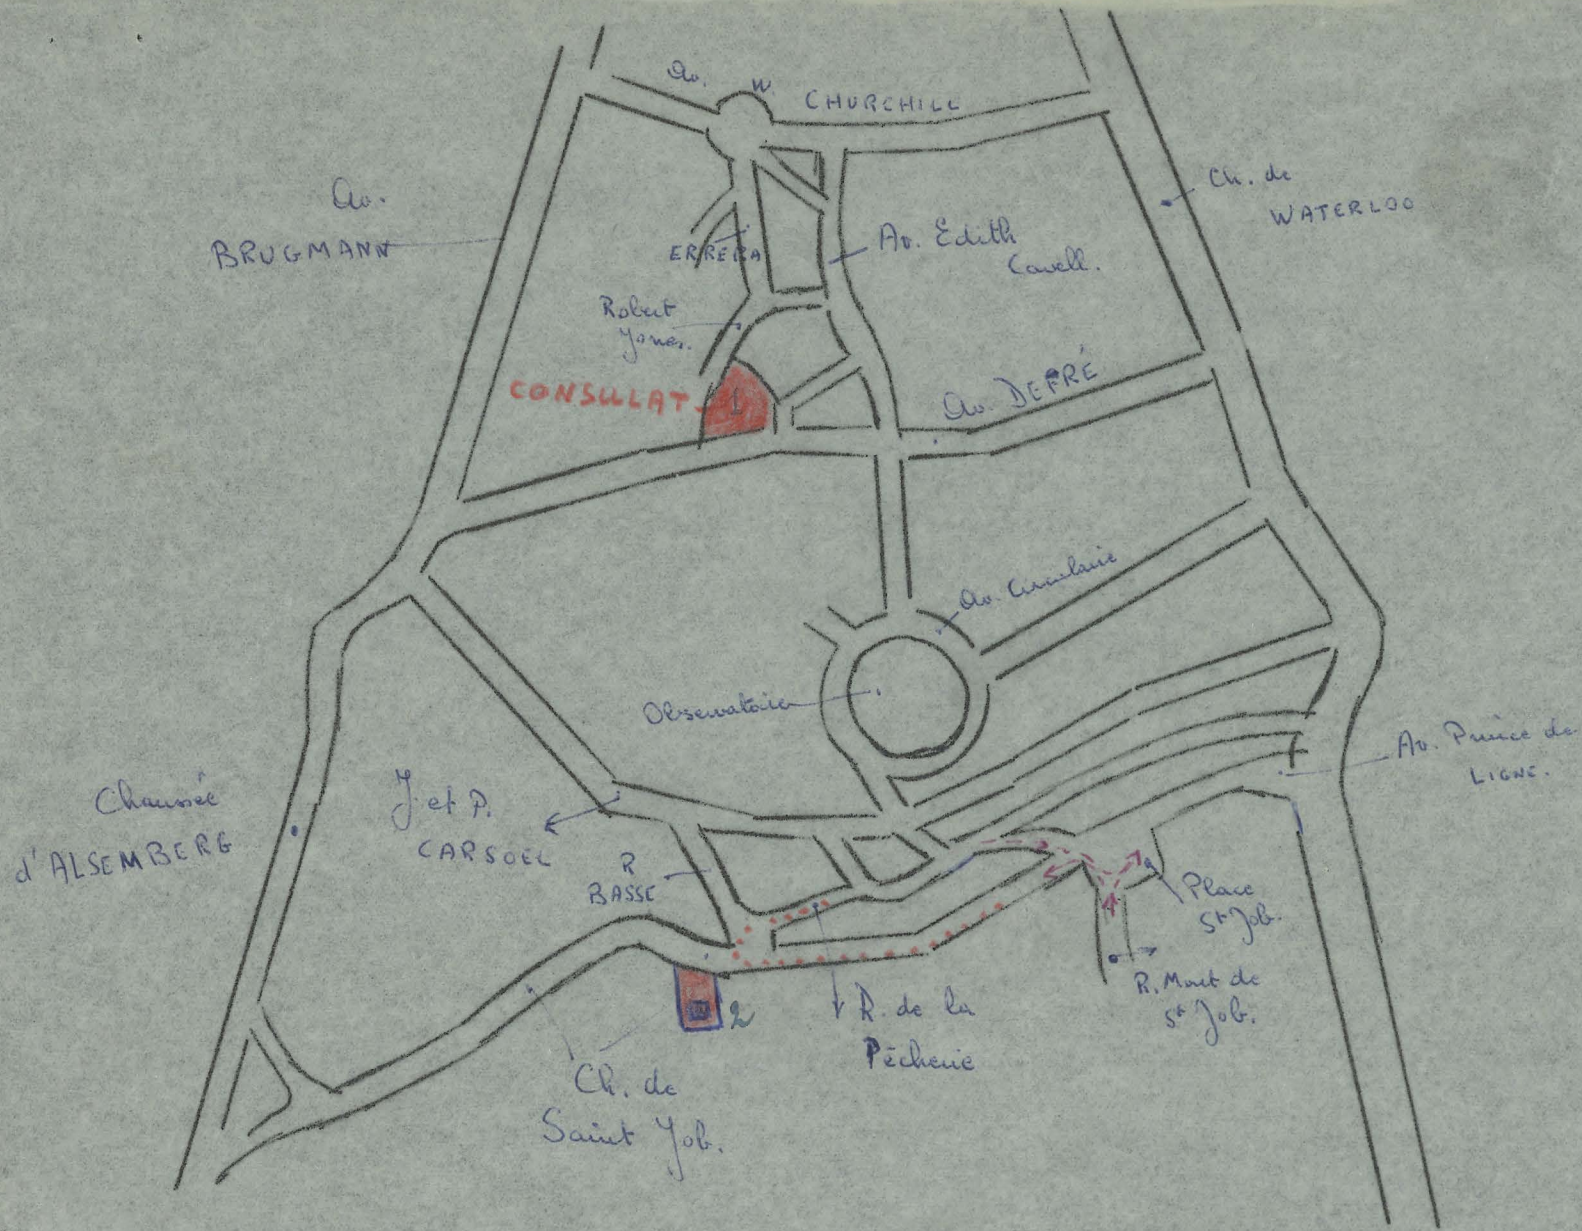 Av. W. CHURCHILL
Av.
BRUGMANN
Ch. de
WATERLOO
ERRERA
Av. Edith
Cavell.
Robert
Jones.
CONSULAT
1
Av. DEFRÉ
Av. Circulaire
Observatoire
Av. Prince de
LIGNE.
Chaussée
d'ALSEMBERG
J. et P.
CARSOEL
R
BASSE
Place
St Job.
R. Mont de
St Job.
2
R. de la
Pêcherie
Ch. de
Saint Job.